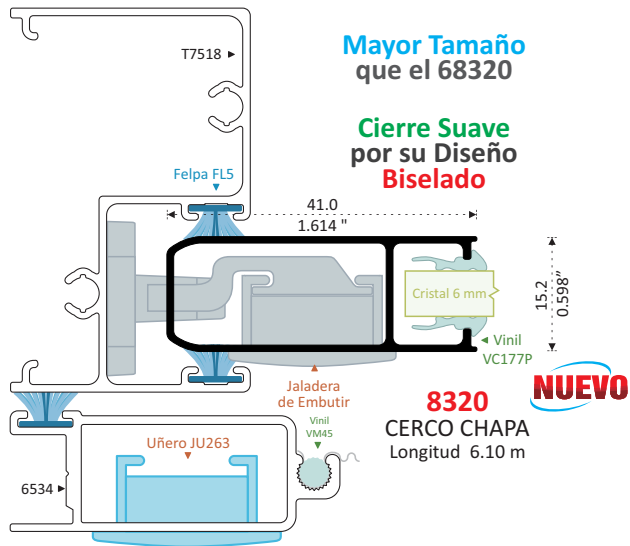 T7518
Mayor Tamaño
que el 68320
Cierre Suave
por su Diseño
Biselado
Felpa FL5
41.0
1.614 "
Cristal 6 mm
15.2
0.598"
Vinil
VC177P
Jaladera
de Embutir
NUEVO
8320
CERCO CHAPA
Longitud 6.10 m
Vinil
VM45
Uñero JU263
6534